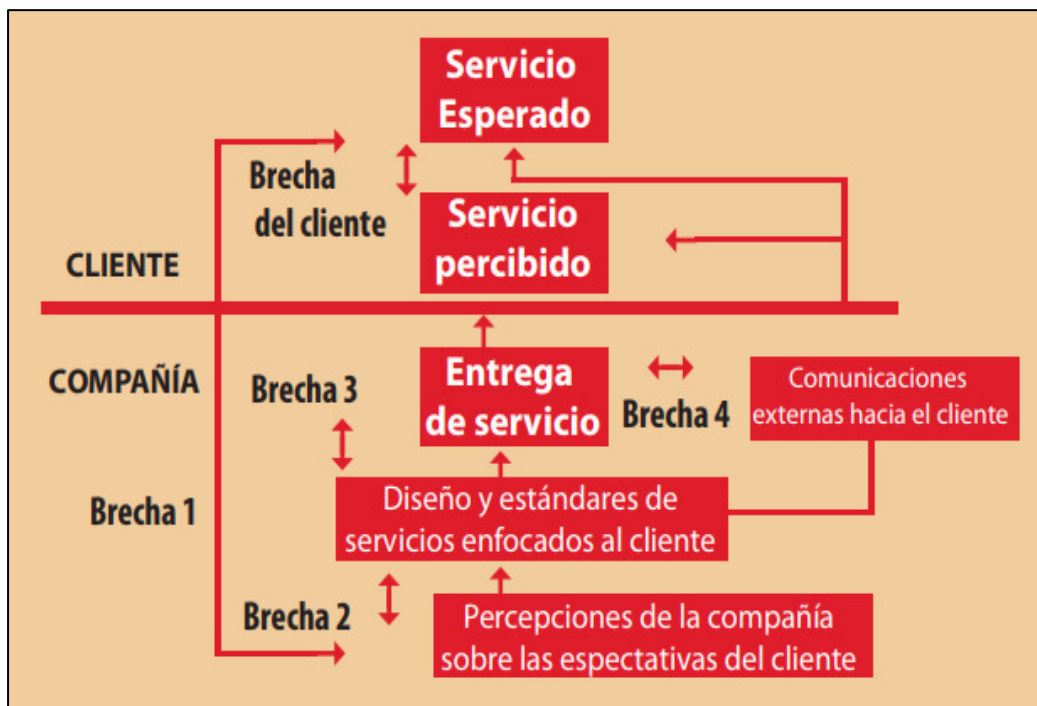 Servicio
Esperado
Brecha
del cliente
Servicio
percibido
CLIENTE
COMPAÑÍA
Brecha 3
Entrega
de servicio
Brecha 4
Comunicaciones
externas hacia el cliente
Brecha 1
Diseño y estándares de
servicios enfocados al cliente
Brecha 2
Percepciones de la compañía
sobre las espectativas del cliente